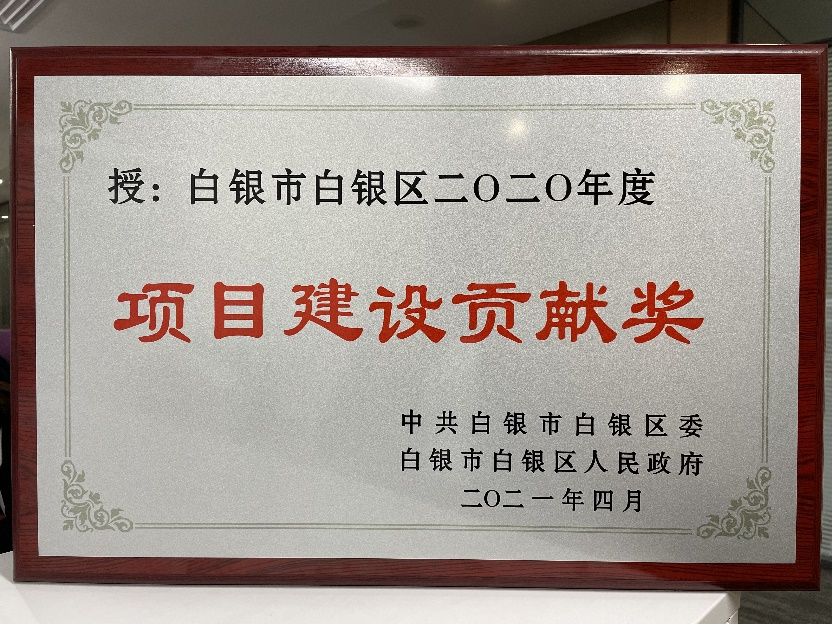 授：白银市白银区二〇二〇年度
项目建设贡献奖
中共白银市白银区委
白银市白银区人民政府
二〇二一年四月